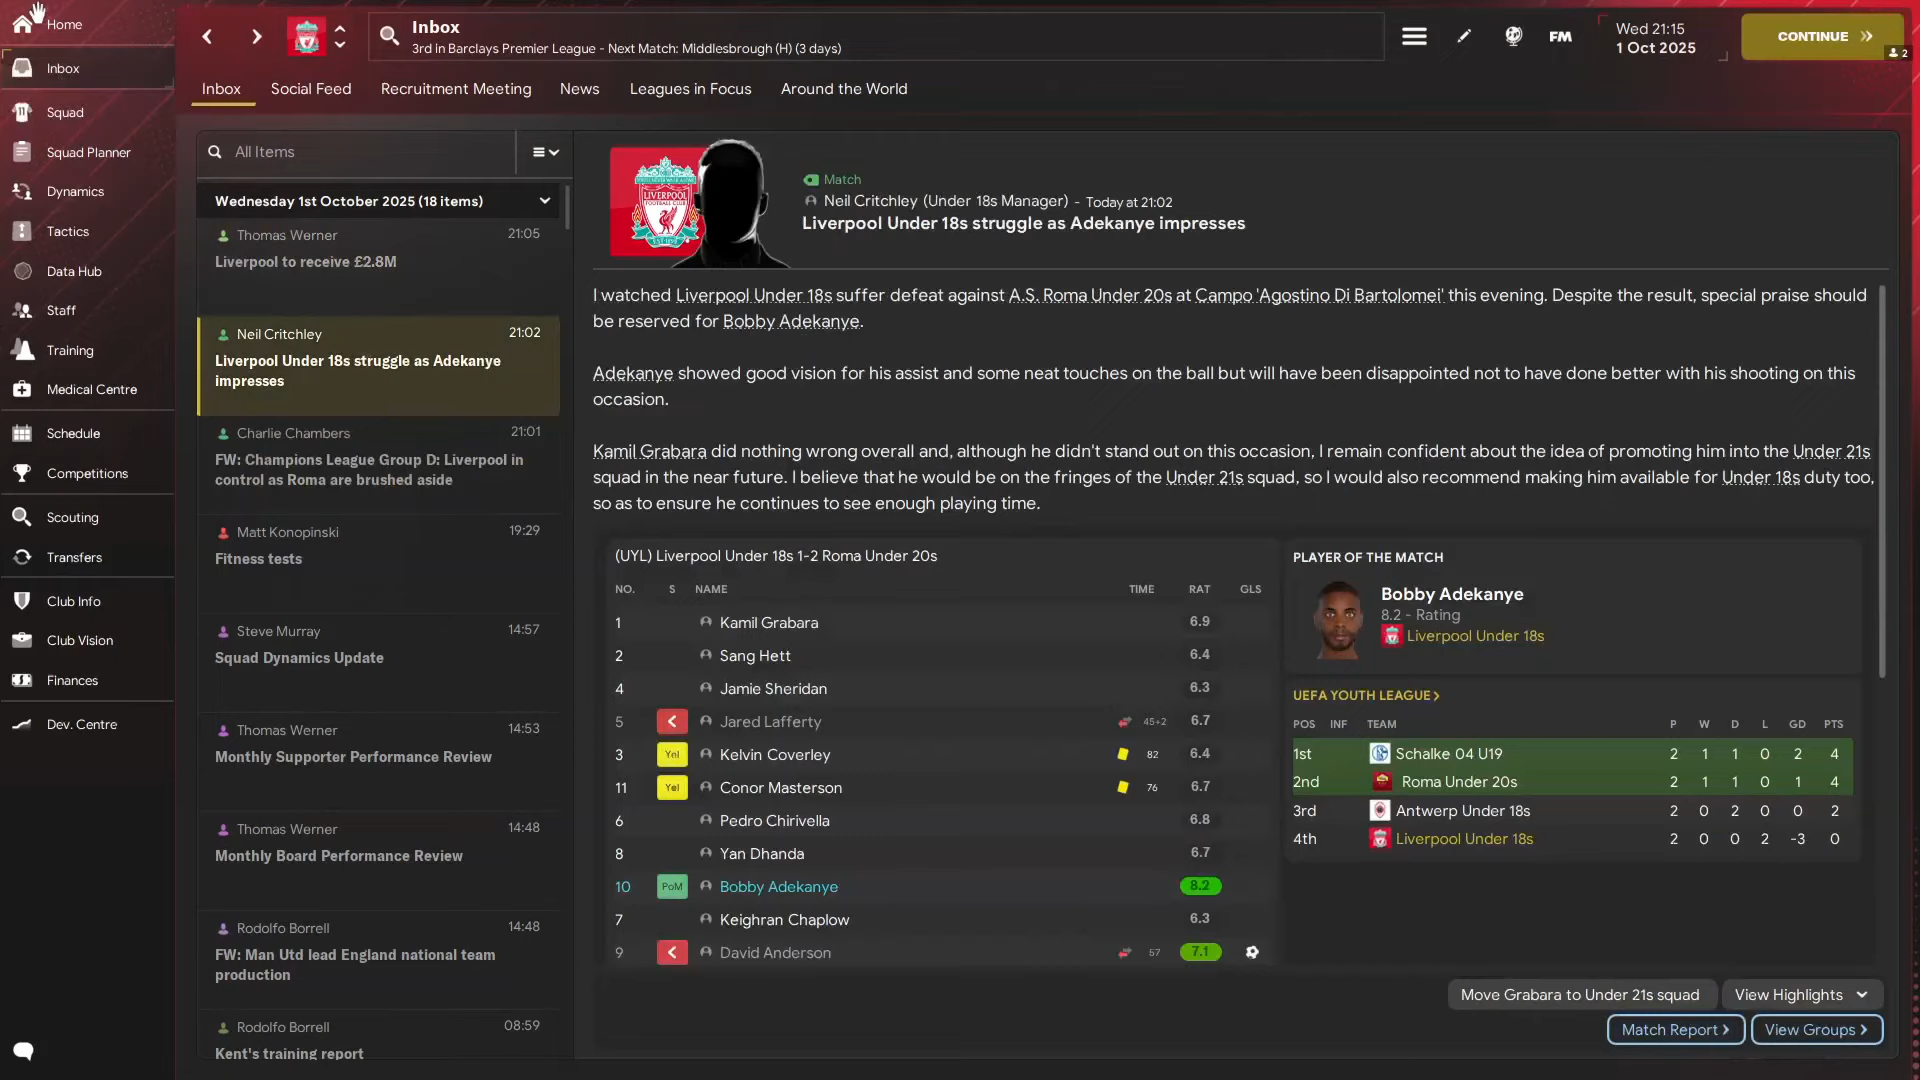 Home
Inbox
Squad
Squad Planner
Dynamics
Tactics
Data Hub
Staff
Training
Medical Centre
Schedule
Competitions
Scouting
Transfers
Club Info
Club Vision
Finances
Dev. Centre
Inbox
3rd in Barclays Premier League - Next Match: Middlesbrough (H) (3 days)
FM
Wed 21:15
1 Oct 2025
CONTINUE
2
Inbox Social Feed Recruitment Meeting News Leagues in Focus Around the World
All Items
Wednesday 1st October 2025 (18 items)
Thomas Werner 21:05
Liverpool to receive £2.8M
Neil Critchley 21:02
Liverpool Under 18s struggle as Adekanye
impresses
Charlie Chambers 21:01
FW: Champions League Group D: Liverpool in
control as Roma are brushed aside
Matt Konopinski 19:29
Fitness tests
Steve Murray 14:57
Squad Dynamics Update
Thomas Werner 14:53
Monthly Supporter Performance Review
Thomas Werner 14:48
Monthly Board Performance Review
Rodolfo Borrell 14:48
FW: Man Utd lead England national team
production
Rodolfo Borrell 08:59
Kent's training report
LIVERPOOL
FOOTBALL CLUB
Match
Neil Critchley (Under 18s Manager) - Today at 21:02
Liverpool Under 18s struggle as Adekanye impresses
I watched Liverpool Under 18s suffer defeat against A.S. Roma Under 20s at Campo 'Agostino Di Bartolomei' this evening. Despite the result, special praise should
be reserved for Bobby Adekanye.
Adekanye showed good vision for his assist and some neat touches on the ball but will have been disappointed not to have done better with his shooting on this
occasion.
Kamil Grabara did nothing wrong overall and, although he didn't stand out on this occasion, I remain confident about the idea of promoting him into the Under 21s
squad in the near future. I believe that he would be on the fringes of the Under 21s squad, so I would also recommend making him available for Under 18s duty too,
so as to ensure he continues to see enough playing time.
(UYL) Liverpool Under 18s 1-2 Roma Under 20s
NO. S NAME TIME RAT GLS
1 Kamil Grabara 6.9
2 Sang Hett 6.4
4 Jamie Sheridan 6.3
5 Jared Lafferty 45+2 6.7
3 Yel Kelvin Coverley 82 6.4
11 Yel Conor Masterson 76 6.7
6 Pedro Chirivella 6.8
8 Yan Dhanda 6.7
10 PoM Bobby Adekanye 8.2
7 Keighran Chaplow 6.3
9 David Anderson 57 7.1
PLAYER OF THE MATCH
Bobby Adekanye
8.2 - Rating
Liverpool Under 18s
UEFA YOUTH LEAGUE >
POS INF TEAM P W D L GD PTS
1st Schalke 04 U19 2 1 1 0 2 4
2nd Roma Under 20s 2 1 1 0 1 4
3rd Antwerp Under 18s 2 0 2 0 0 2
4th Liverpool Under 18s 2 0 0 2 -3 0
Move Grabara to Under 21s squad
View Highlights
Match Report >
View Groups >